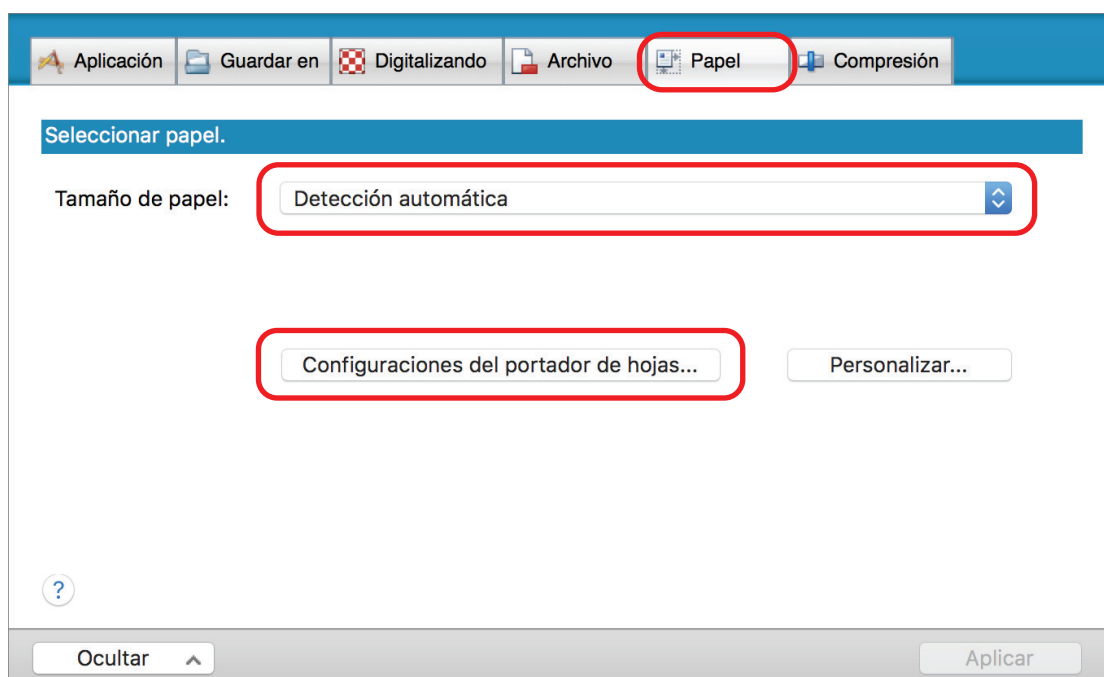 Aplicación Guardar en Digitalizando Archivo Papel Compresión
Seleccionar papel.
Tamaño de papel: Detección automática
Configuraciones del portador de hojas... Personalizar...
?
Ocultar Aplicar